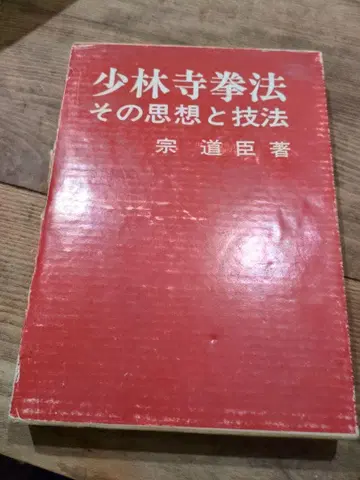 少林寺拳法
その思想と技法
宗 道臣著